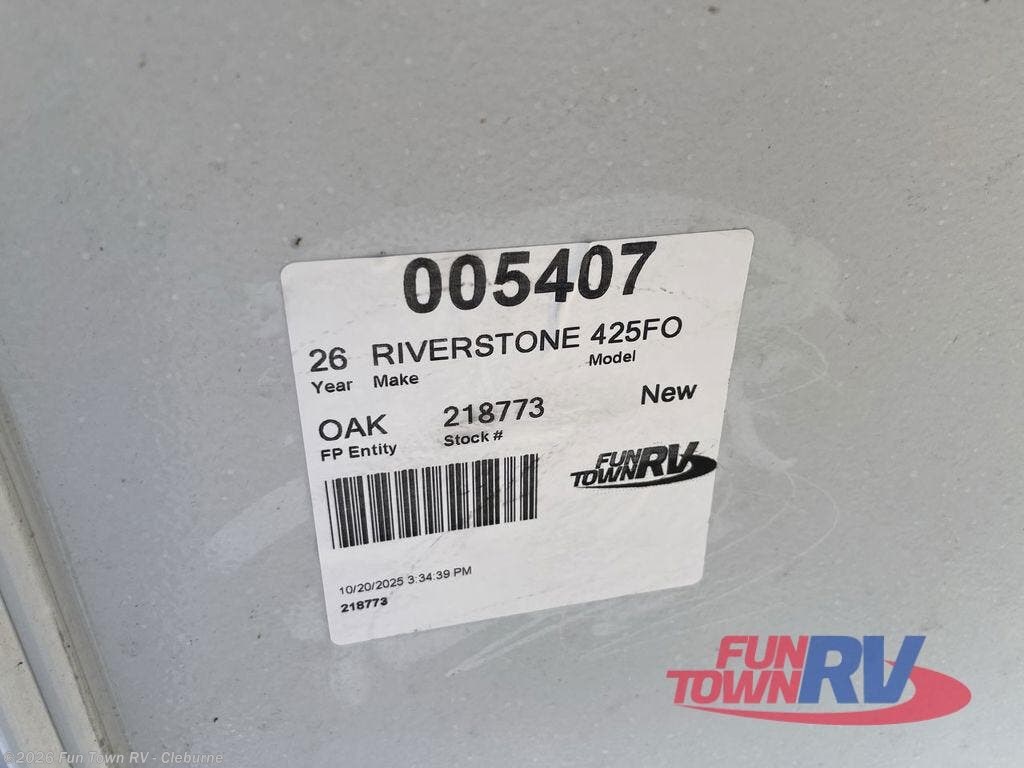 005407
26 RIVERSTONE 425FO
Year Make Model
OAK 218773 New
FP Entity Stock #
FUN TOWN RV
10/20/2025 3:34:39 PM
218773
FUN TOWN RV
©2026 Fun Town RV - Cleburne